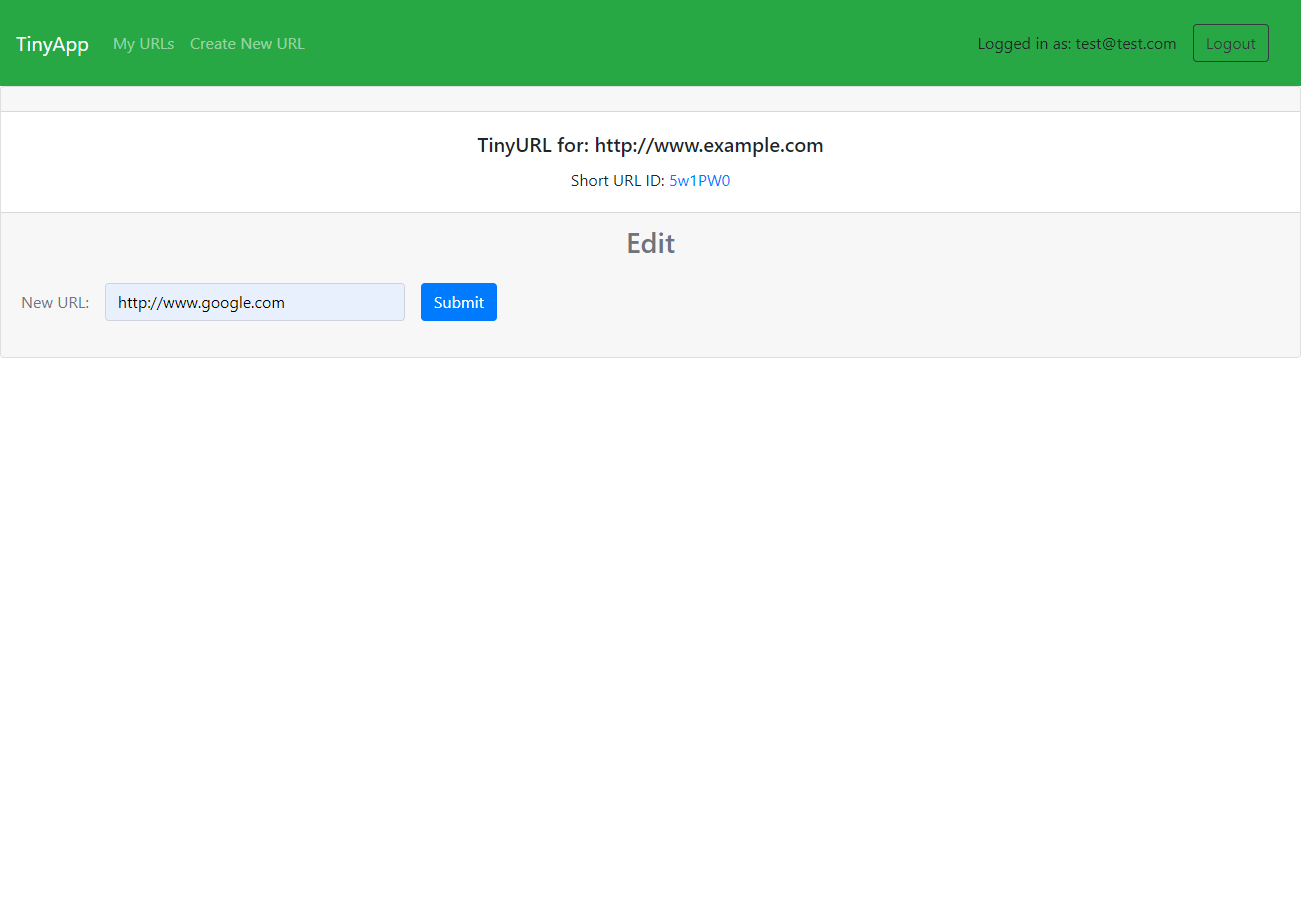 TinyApp My URLs Create New URL Logged in as: test@test.com Logout
TinyURL for: http://www.example.com
Short URL ID: 5w1PW0
Edit
New URL: http://www.google.com Submit